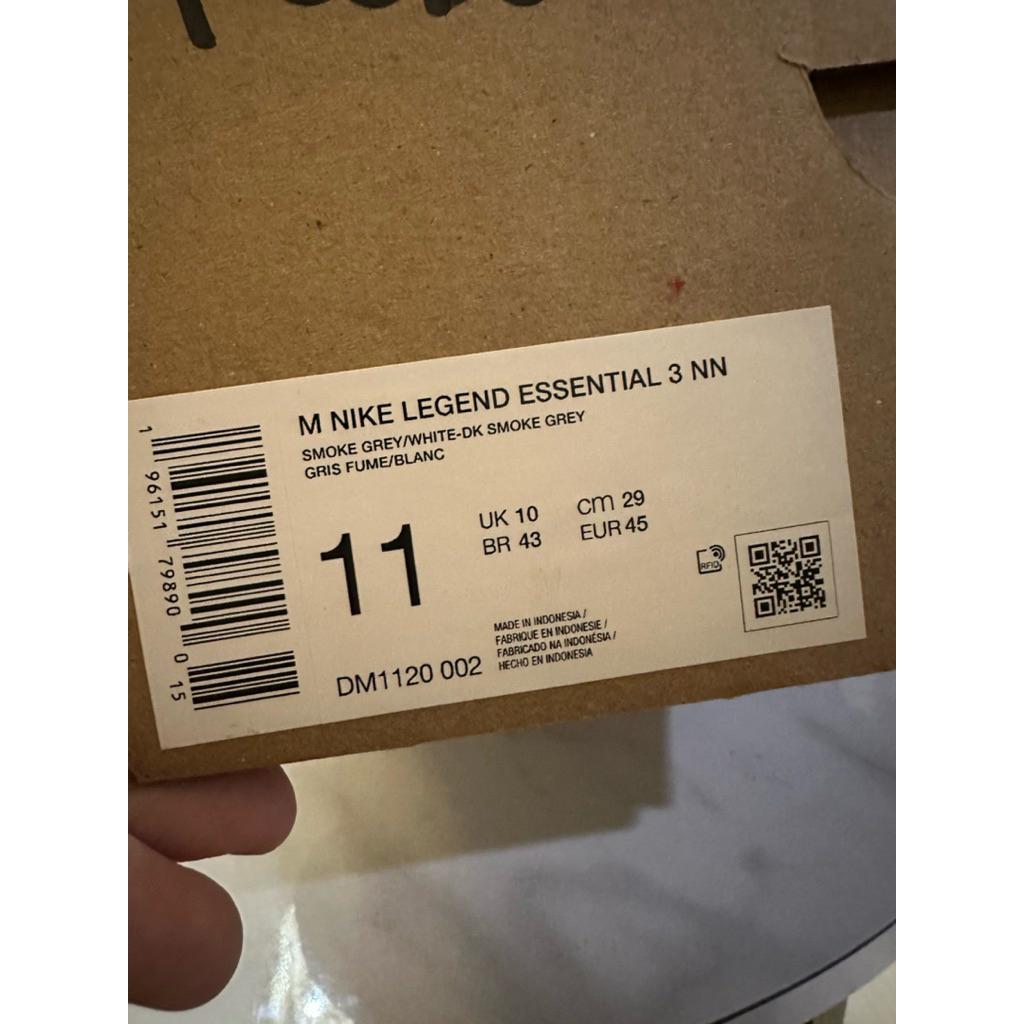 M NIKE LEGEND ESSENTIAL 3 NN
SMOKE GREY/WHITE-DK SMOKE GREY
GRIS FUME/BLANC
11
UK 10 cm 29
BR 43 EUR 45
RFID
MADE IN INDONESIA /
FABRIQUE EN INDONESIE /
FABRICADO NA INDONÉSIA /
HECHO EN INDONESIA
DM1120 002
1 96151 79890 0 15